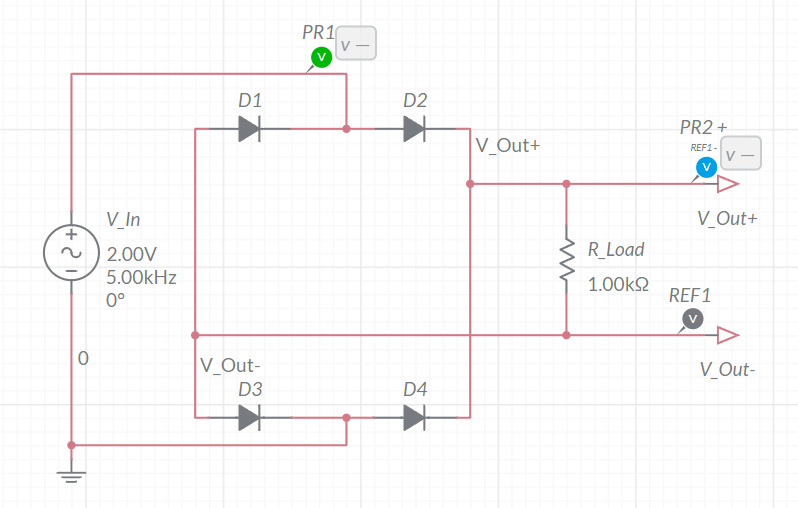 PR1
V
v —
D1
D2
V_Out+
PR2 +
REF1-
V
v —
V_Out+
V_In
2.00V
5.00kHz
0°
R_Load
1.00kΩ
REF1
V
V_Out-
0
V_Out-
D3
D4